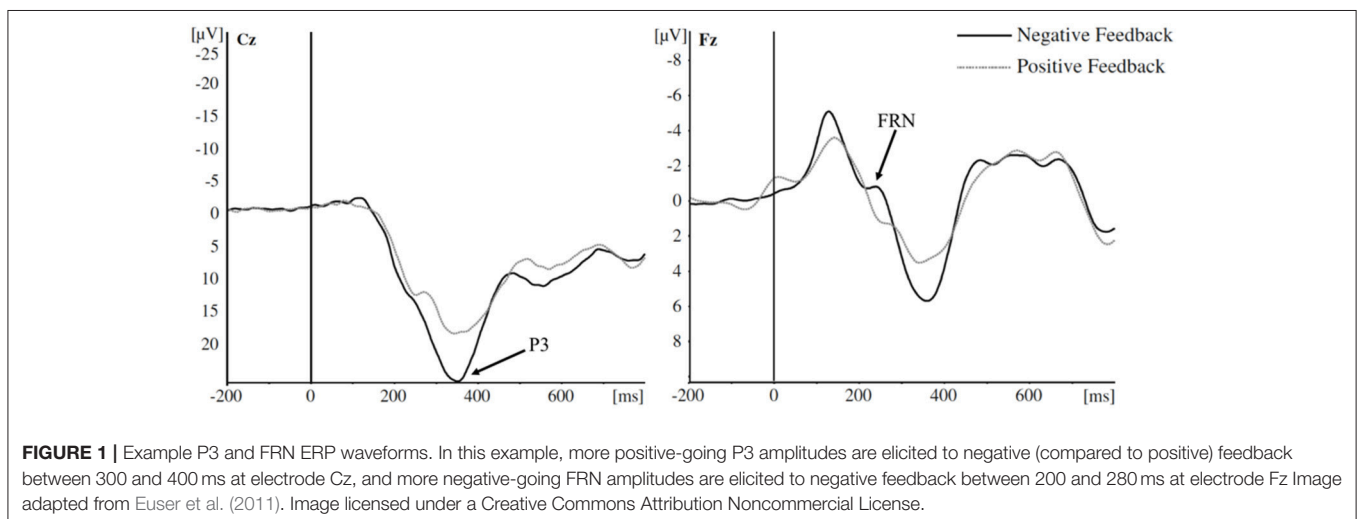 [µV] Cz
-25
-20
-15
-10
-5
0
5
10
15
20
P3
-200 0 200 400 600 [ms]
[µV] Fz
-8
-6
-4
-2
0
2
4
6
8
FRN
-200 0 200 400 600 [ms]
Negative Feedback
Positive Feedback
FIGURE 1 | Example P3 and FRN ERP waveforms. In this example, more positive-going P3 amplitudes are elicited to negative (compared to positive) feedback
between 300 and 400 ms at electrode Cz, and more negative-going FRN amplitudes are elicited to negative feedback between 200 and 280 ms at electrode Fz Image
adapted from Euser et al. (2011). Image licensed under a Creative Commons Attribution Noncommercial License.